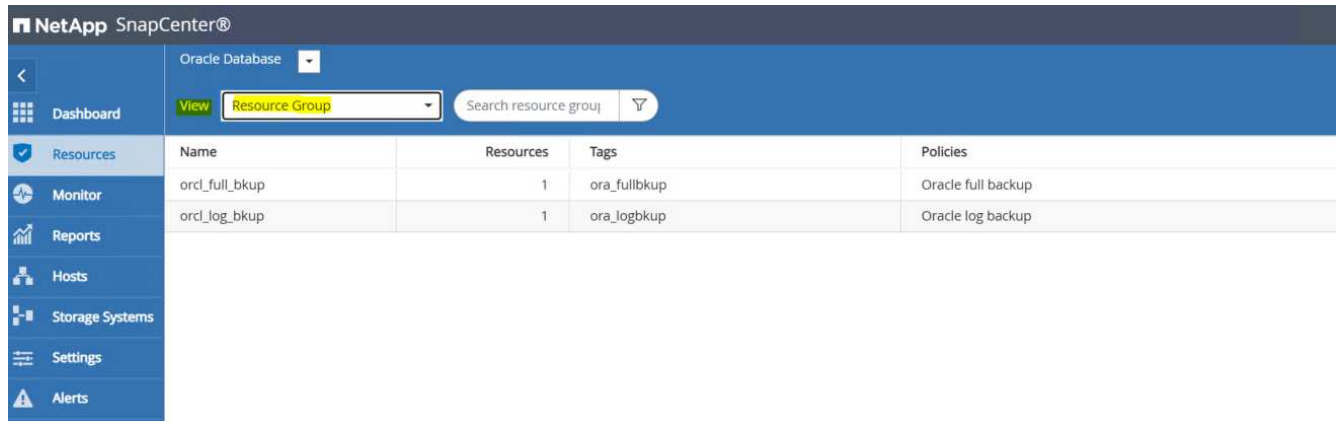 NetApp SnapCenter®
Oracle Database
View Resource Group Search resource grou
Dashboard
Resources
Monitor
Reports
Hosts
Storage Systems
Settings
Alerts
Name Resources Tags Policies
orcl_full_bkup 1 ora_fullbkup Oracle full backup
orcl_log_bkup 1 ora_logbkup Oracle log backup